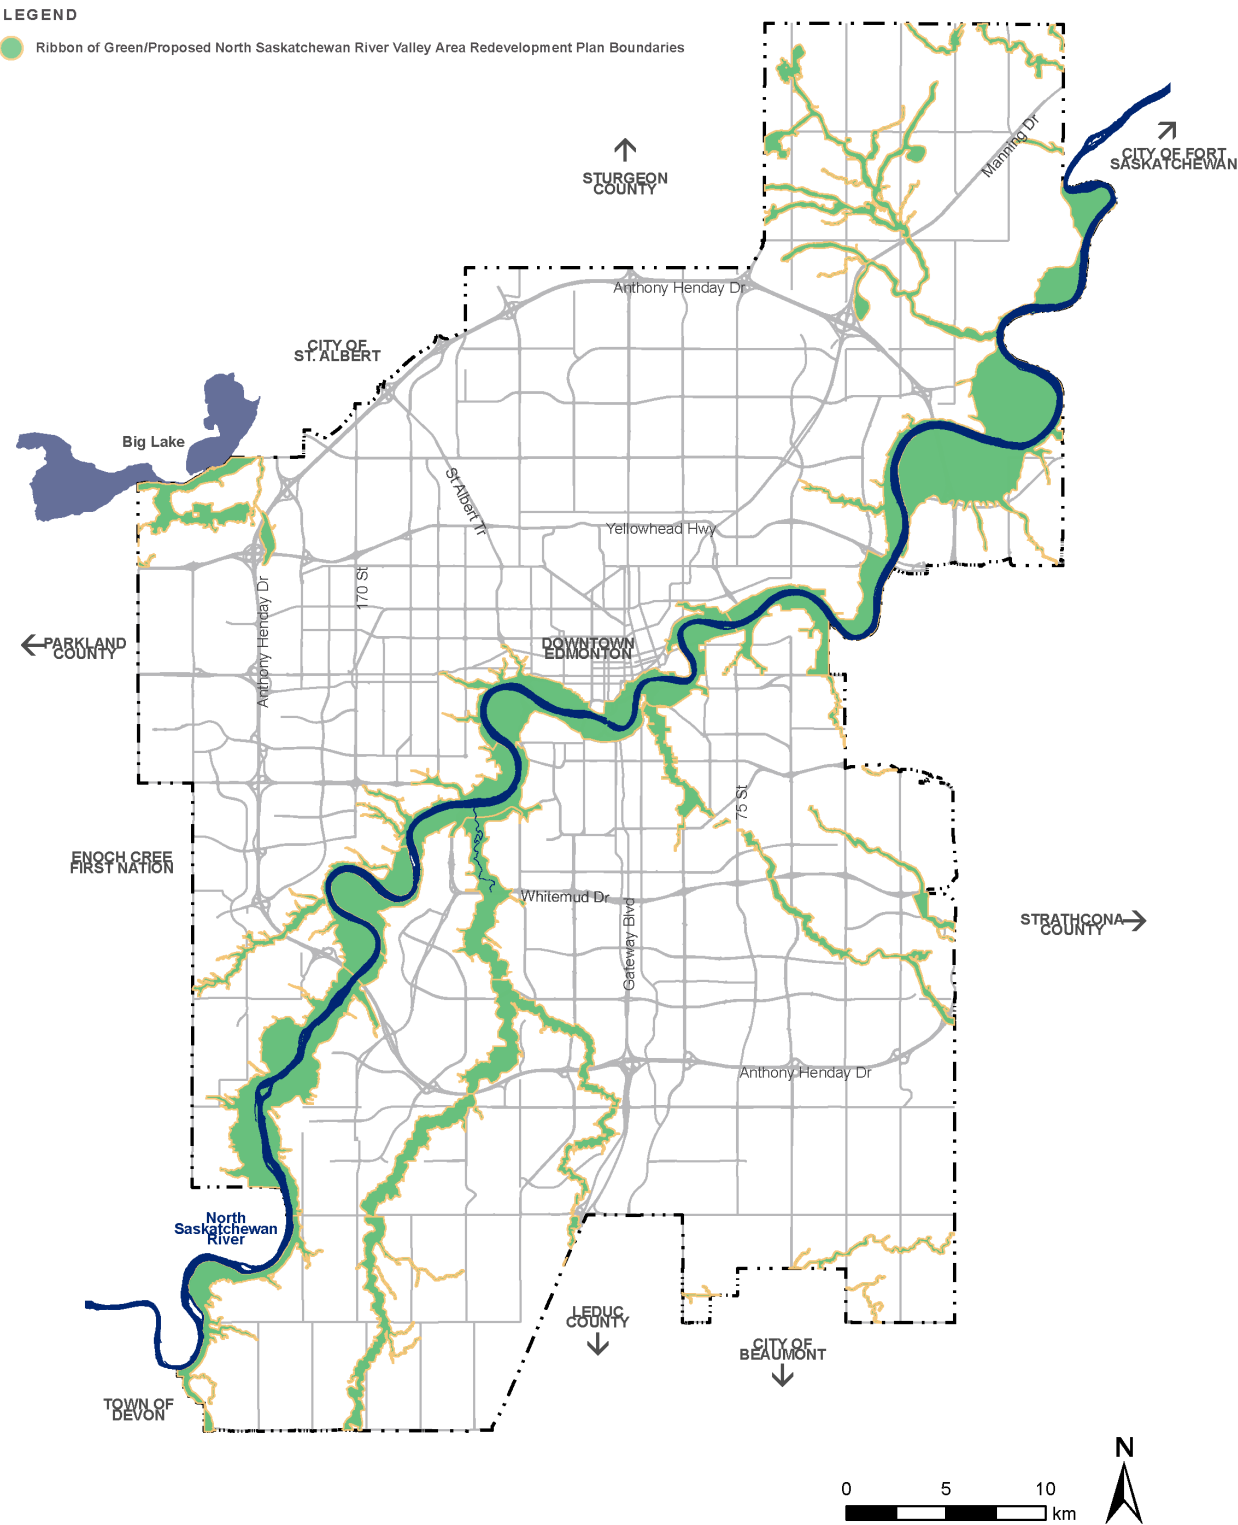 LEGEND
Ribbon of Green/Proposed North Saskatchewan River Valley Area Redevelopment Plan Boundaries
Manning Dr
CITY OF FORT
SASKATCHEWAN
STURGEON
COUNTY
Anthony Henday Dr
CITY OF
ST. ALBERT
Big Lake
St Albert Tr
Yellowhead Hwy
170 St
Anthony Henday Dr
PARKLAND
COUNTY
DOWNTOWN
EDMONTON
75 St
ENOCH CREE
FIRST NATION
Whitemud Dr
Gateway Blvd
STRATHCONA
COUNTY
Anthony Henday Dr
North
Saskatchewan
River
LEDUC
COUNTY
CITY OF
BEAUMONT
TOWN OF
DEVON
N
0 5 10
km